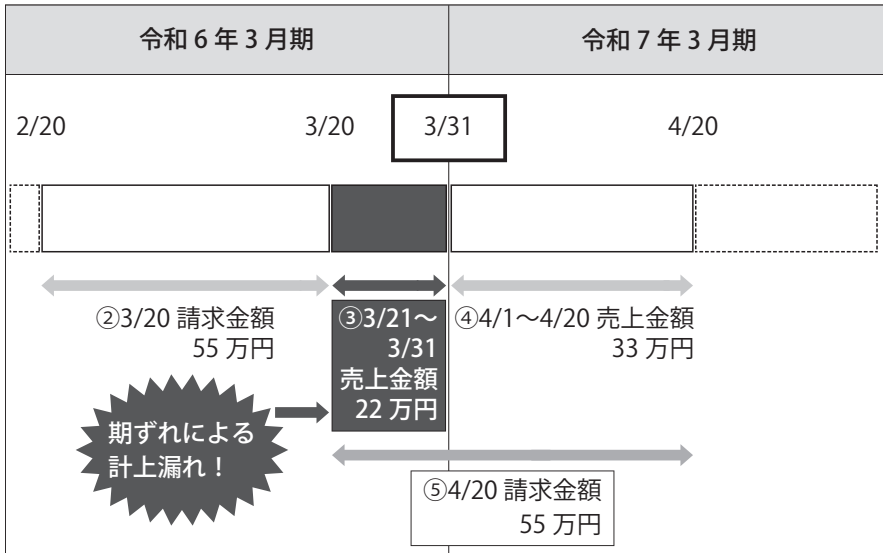 令和 6 年 3 月期
令和 7 年 3 月期
2/20
3/20
3/31
4/20
②3/20 請求金額
55 万円
③3/21～
3/31
売上金額
22 万円
④4/1～4/20 売上金額
33 万円
期ずれによる
計上漏れ！
⑤4/20 請求金額
55 万円